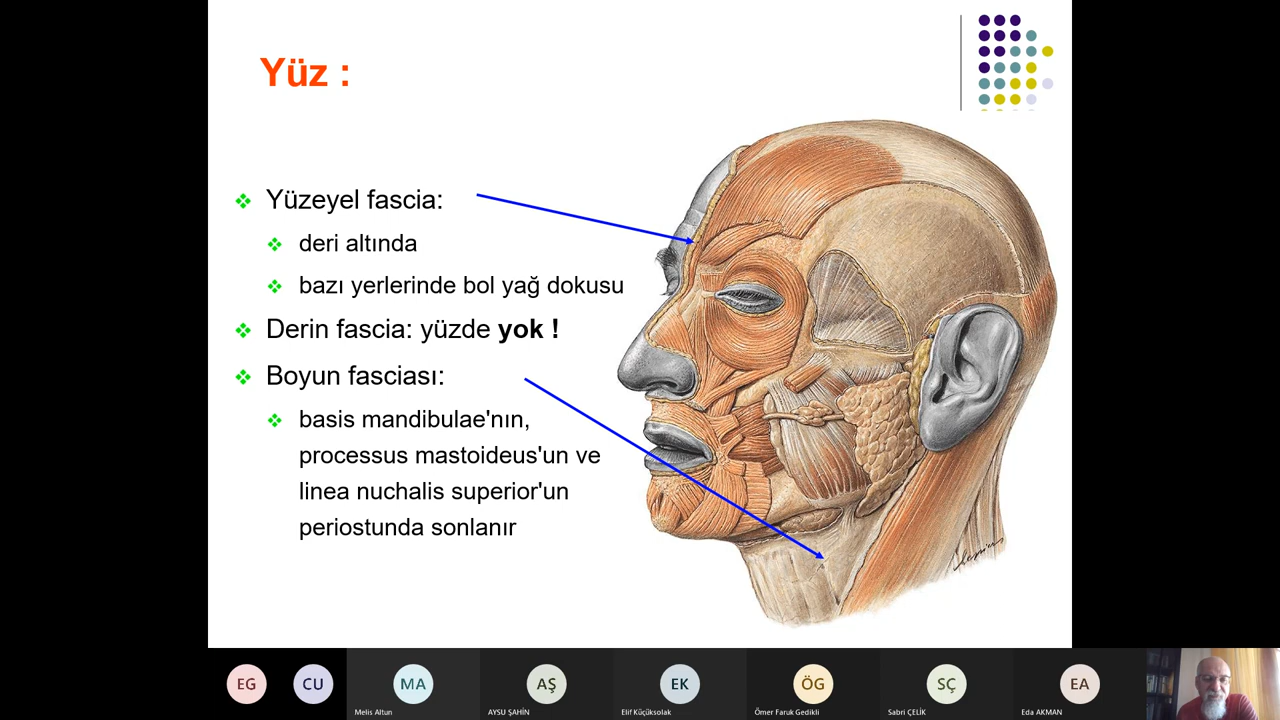 Yüz :
Yüzeyel fascia:
deri altında
bazı yerlerinde bol yağ dokusu
Derin fascia: yüzde yok !
Boyun fasciası:
basis mandibulae'nın,
processus mastoideus'un ve
linea nuchalis superior'un
periostunda sonlanır
EG
CU
MA
AŞ
EK
ÖG
SÇ
EA
Melis Altun
AYSU ŞAHİN
Elif Küçüksolak
Ömer Faruk Gedikli
Sabri ÇELİK
Eda AKMAN